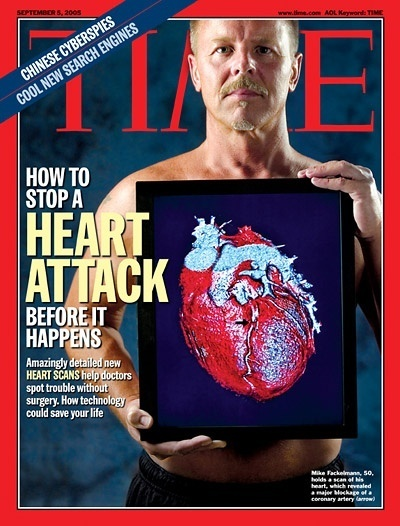 SEPTEMBER 5, 2005
www.time.com AOL Keyword: TIME
CHINESE CYBERSPIES
COOL NEW SEARCH ENGINES
TIME
HOW TO
STOP A
HEART
ATTACK
BEFORE IT
HAPPENS
Amazingly detailed new
HEART SCANS help doctors
spot trouble without
surgery. How technology
could save your life
Mike Fackelmann, 50,
holds a scan of his
heart, which revealed
a major blockage of a
coronary artery (arrow)